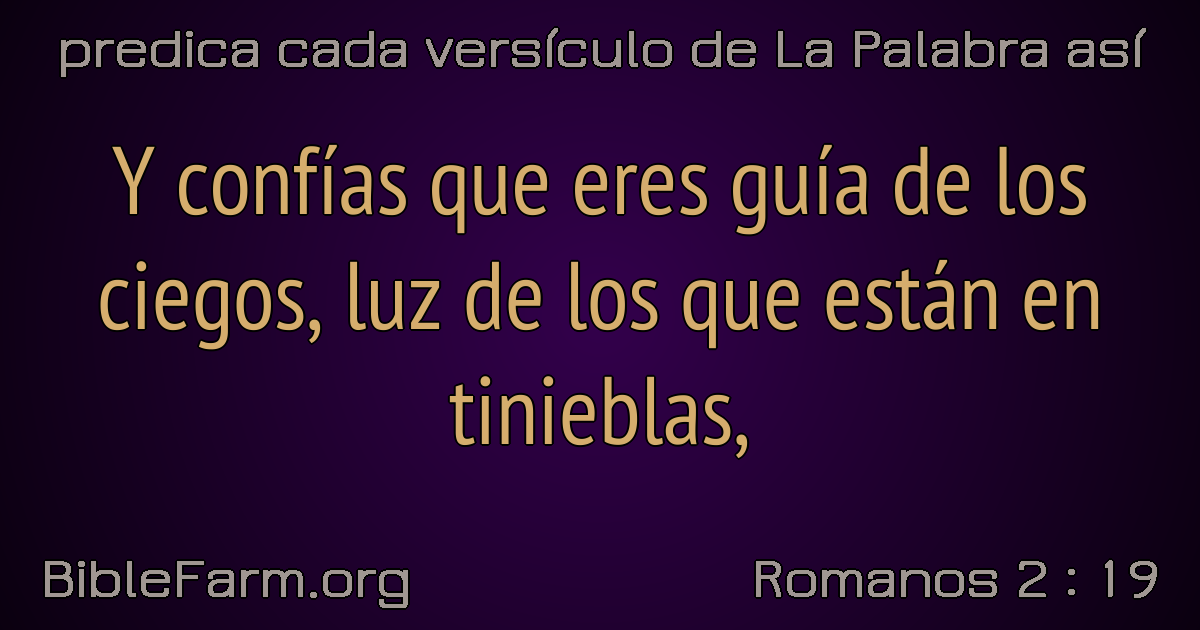 predica cada versículo de La Palabra así
Y confías que eres guía de los
ciegos, luz de los que están en
tinieblas,
BibleFarm.org
Romanos 2 : 19